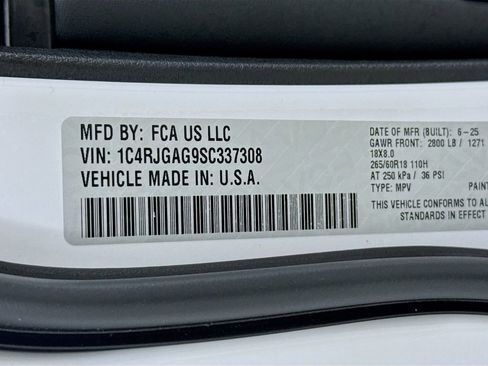 MFD BY: FCA US LLC
VIN: 1C4RJGAG9SC337308
VEHICLE MADE IN: U.S.A.
DATE OF MFR (BUILT): 6-25
GAWR FRONT: 2800 LB / 1271
18X8.0
265/60R18 110H
AT 250 kPa / 36 PSI
TYPE: MPV PAINT
THIS VEHICLE CONFORMS TO AL
STANDARDS IN EFFECT